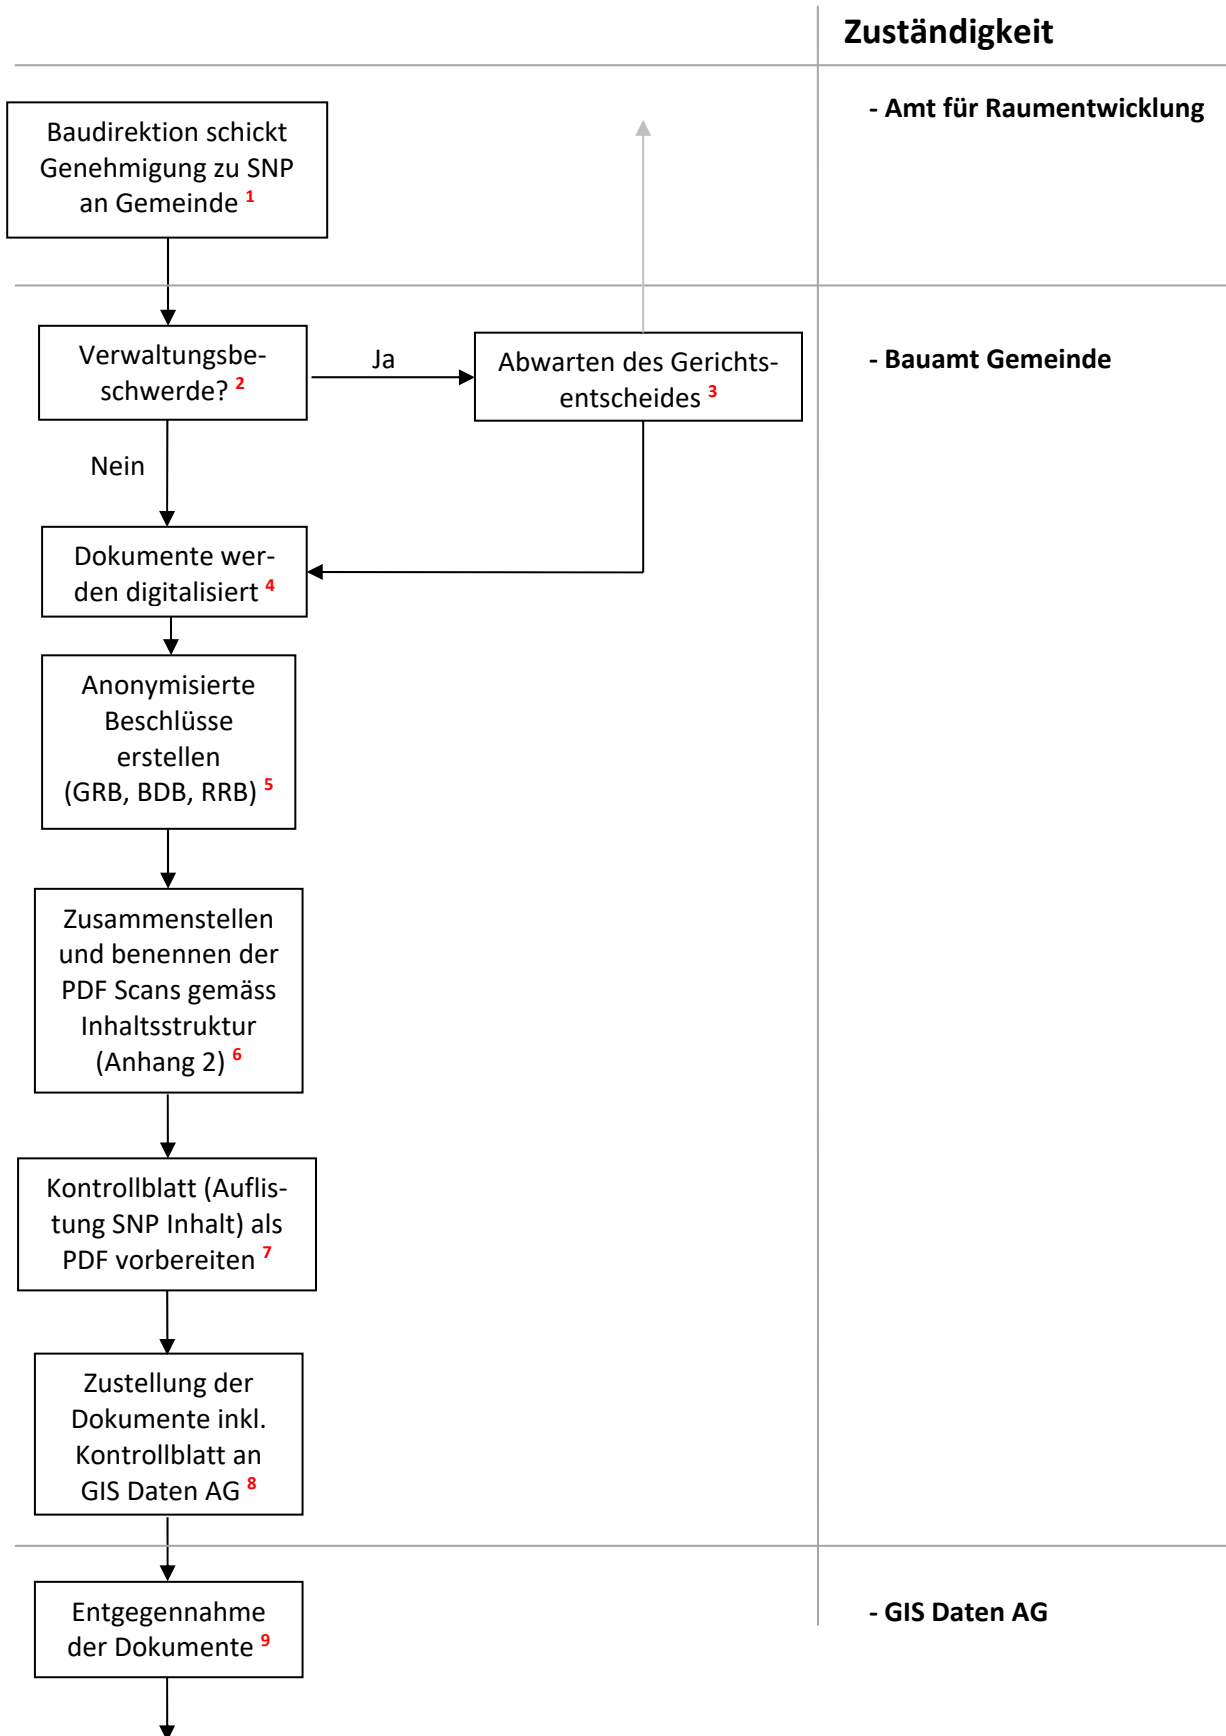 Zuständigkeit
Baudirektion schickt
Genehmigung zu SNP
an Gemeinde 1
- Amt für Raumentwicklung
Verwaltungsbe-
schwerde? 2
Ja
Abwarten des Gerichts-
entscheides 3
- Bauamt Gemeinde
Nein
Dokumente wer-
den digitalisiert 4
Anonymisierte
Beschlüsse
erstellen
(GRB, BDB, RRB) 5
Zusammenstellen
und benennen der
PDF Scans gemäss
Inhaltsstruktur
(Anhang 2) 6
Kontrollblatt (Auflis-
tung SNP Inhalt) als
PDF vorbereiten 7
Zustellung der
Dokumente inkl.
Kontrollblatt an
GIS Daten AG 8
Entgegennahme
der Dokumente 9
- GIS Daten AG